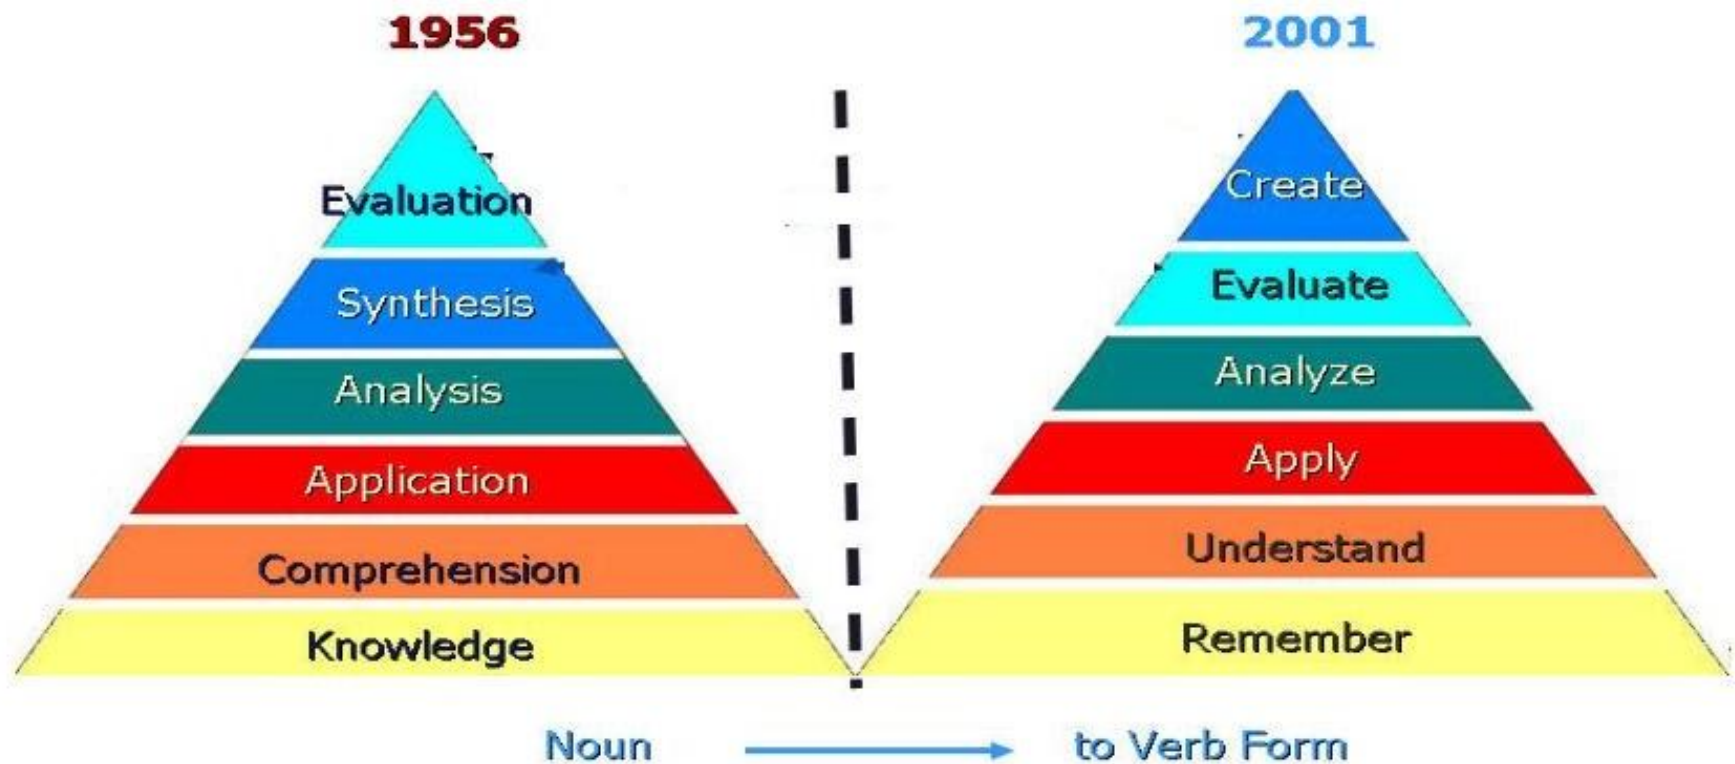 1956
Evaluation
Synthesis
Analysis
Application
Comprehension
Knowledge
2001
Create
Evaluate
Analyze
Apply
Understand
Remember
Noun to Verb Form